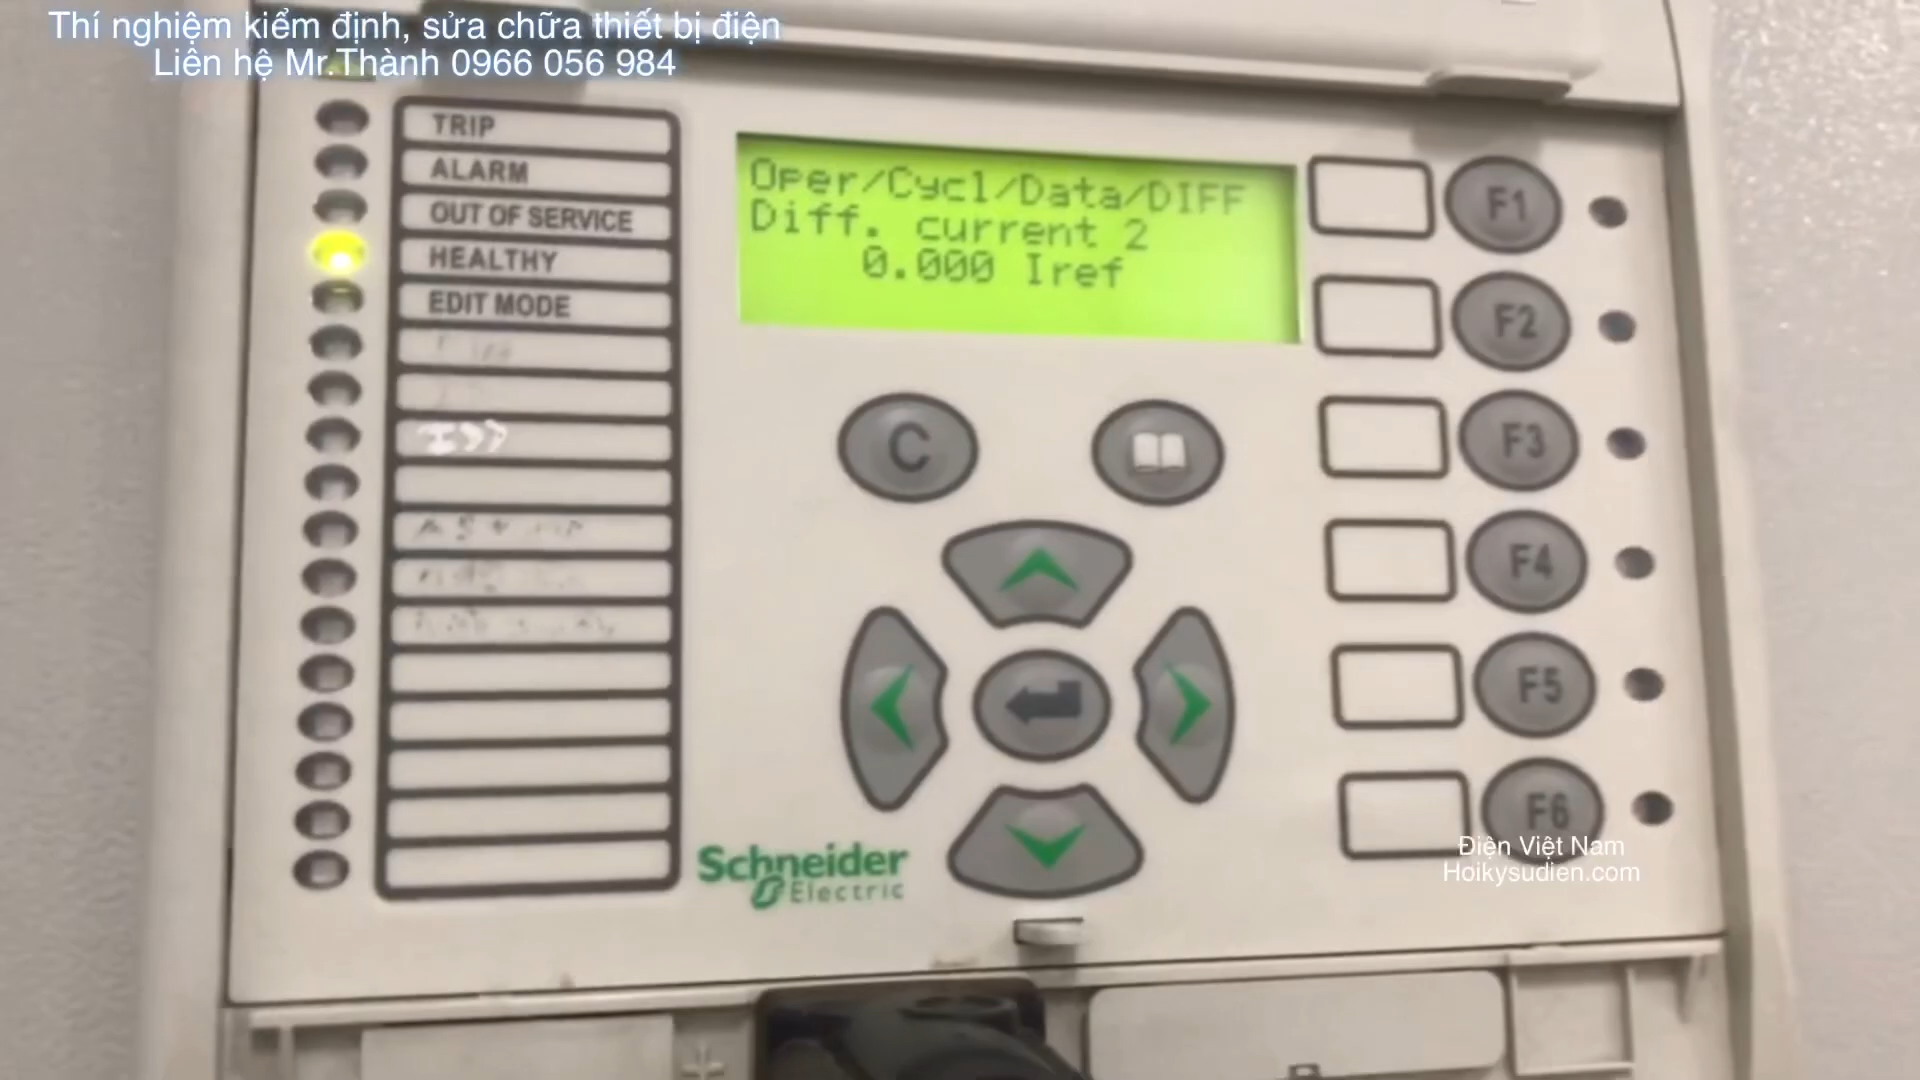 Thí nghiệm kiểm định, sửa chữa thiết bị điện
Liên hệ Mr.Thành 0966 056 984
TRIP
ALARM
OUT OF SERVICE
HEALTHY
EDIT MODE
I>>
Oper/Cycl/Data/DIFF
Diff. current 2
0.000 Iref
C
F1
F2
F3
F4
F5
F6
Schneider
Electric
Điện Việt Nam
Hoikysudien.com